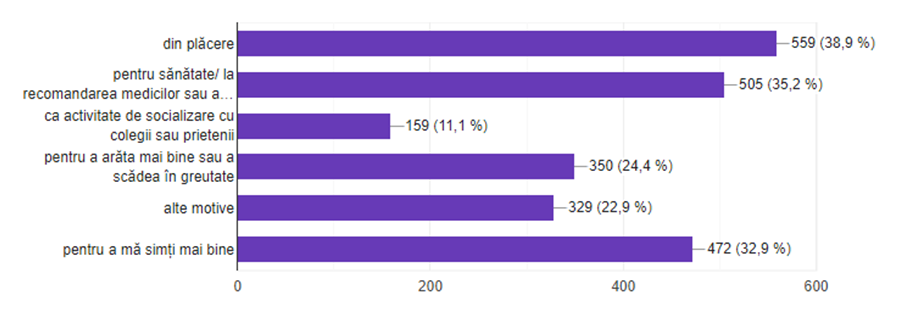 din plăcere
559 (38,9 %)
pentru sănătate/ la
recomandarea medicilor sau a…
505 (35,2 %)
ca activitate de socializare cu
colegii sau prietenii
159 (11,1 %)
pentru a arăta mai bine sau a
scădea în greutate
350 (24,4 %)
alte motive
329 (22,9 %)
pentru a mă simți mai bine
472 (32,9 %)
0 200 400 600